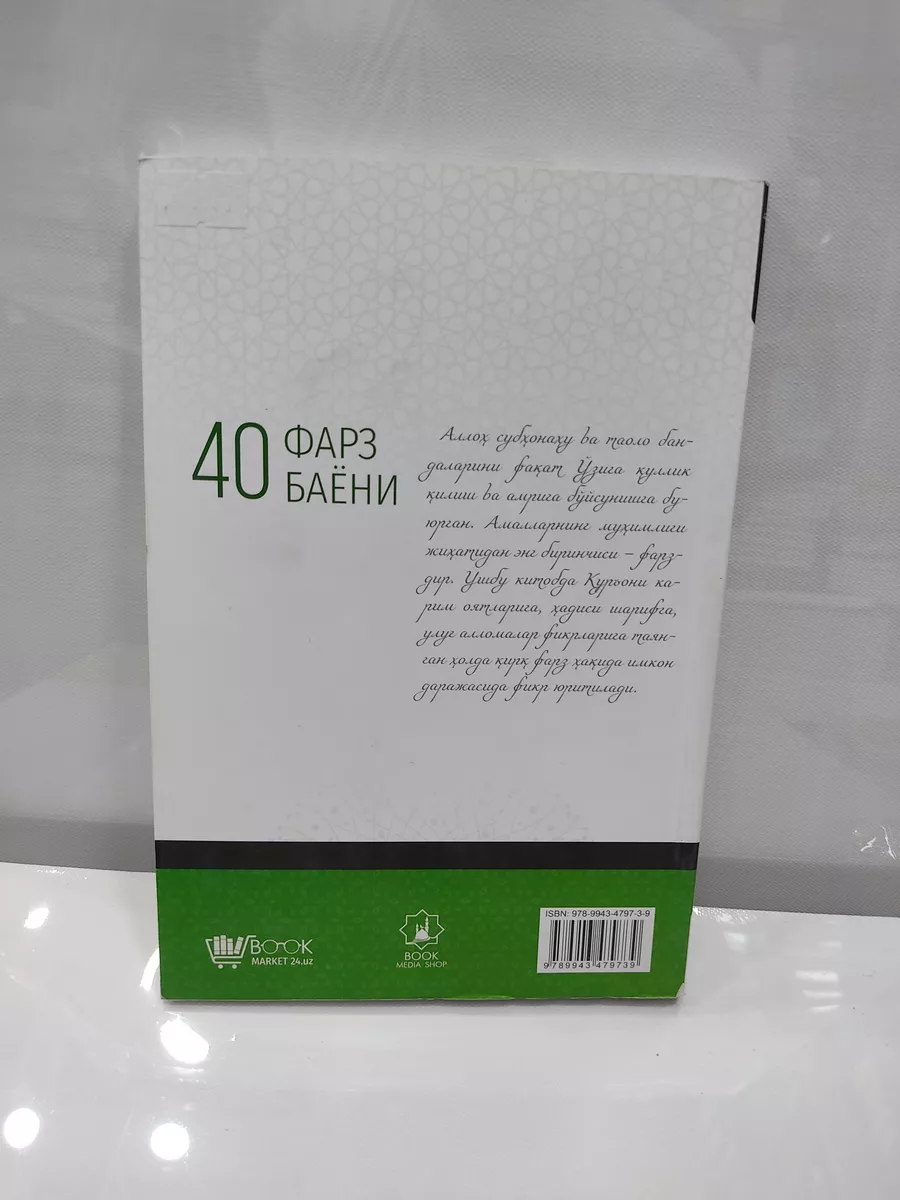 40 ФАРЗ
БАЁНИ
Аллоҳ субҳонаҳу ва таоло бан-
даларини фақат Ўзига қуллик
қилиш ва амрига бўйсунишга бу-
юрган. Амалларнинг муҳимлиги
жиҳатидан энг биринчиси – фарз-
дир. Ушбу китобда Қуръони ка-
рим оятларига, ҳадиси шарифга,
улуғ алломалар фикрларига таян-
ган ҳолда қирқ фарз ҳақида имкон
даражасида фикр юритилади.
BOOK
MARKET 24.uz
BOOK
MEDIA SHOP
ISBN: 978-9943-4797-3-9
9 789943 479739